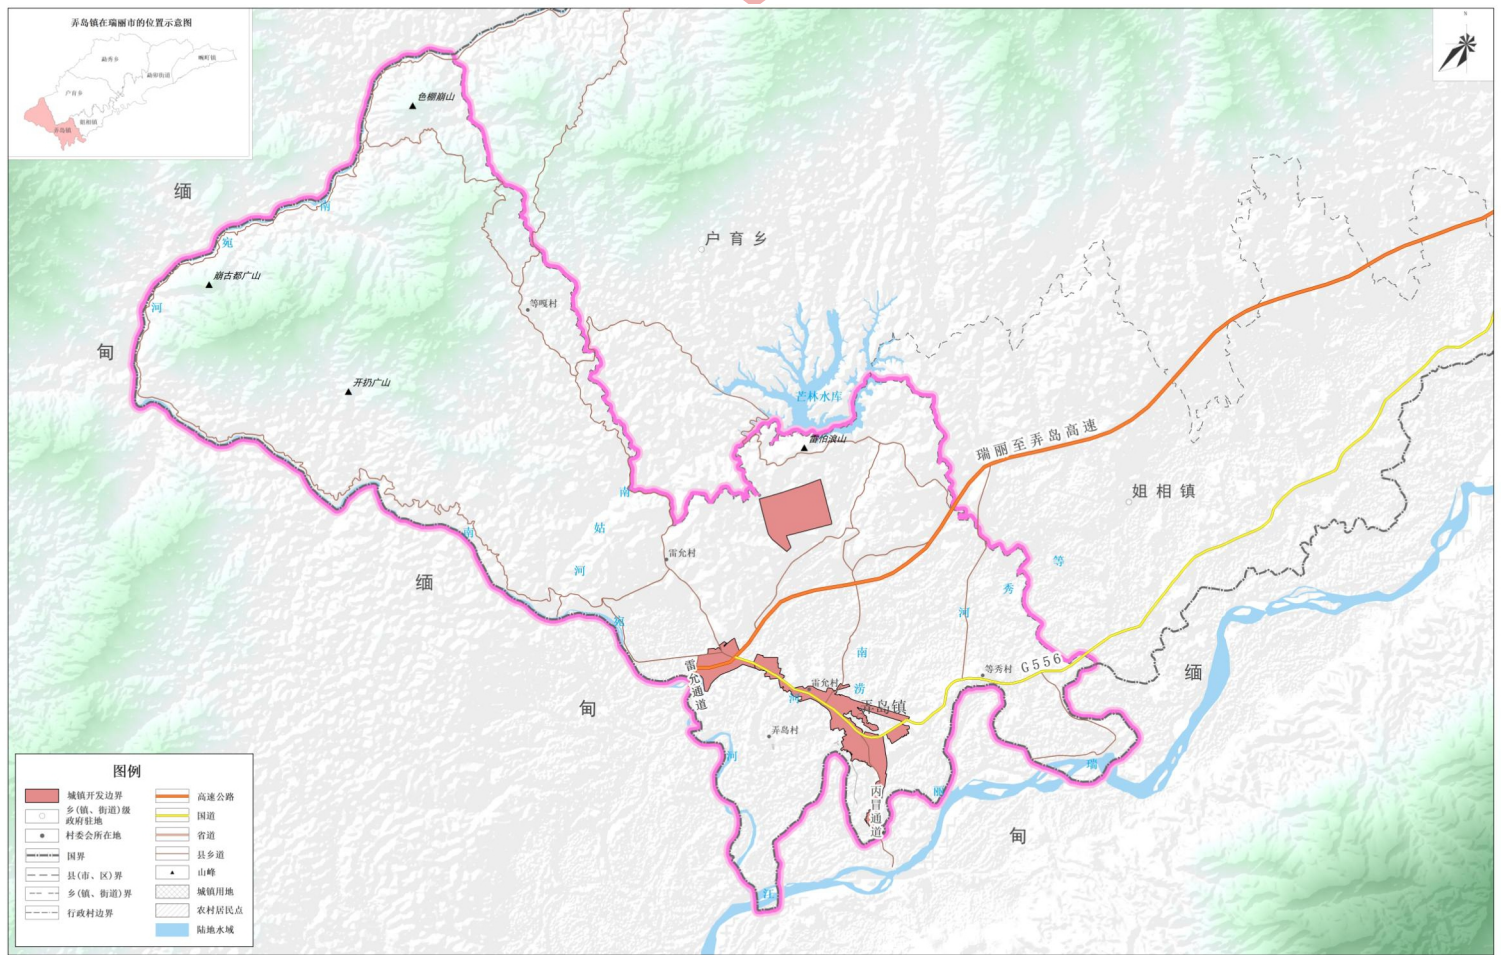 弄岛镇在瑞丽市的位置示意图
勐秀乡
畹町镇
勐卯街道
户育乡
姐相镇
弄岛镇
N
色棚崩山
缅
南
宛
户育乡
崩古都广山
河
等嘎村
甸
开扔广山
芒林水库
雷怕浪山
瑞丽至弄岛高速
姐相镇
南
姑
河
南
雷允村
等
秀
河
缅
宛
南
涝
河
等秀村
G556
缅
雷允通道
雷允村
弄岛镇
甸
弄岛村
河
瑞
丽
丙冒通道
甸
江
图例
城镇开发边界
高速公路
乡(镇、街道)级
政府驻地
国道
村委会所在地
省道
国界
县乡道
县(市、区)界
山峰
乡(镇、街道)界
城镇用地
行政村边界
农村居民点
陆地水域